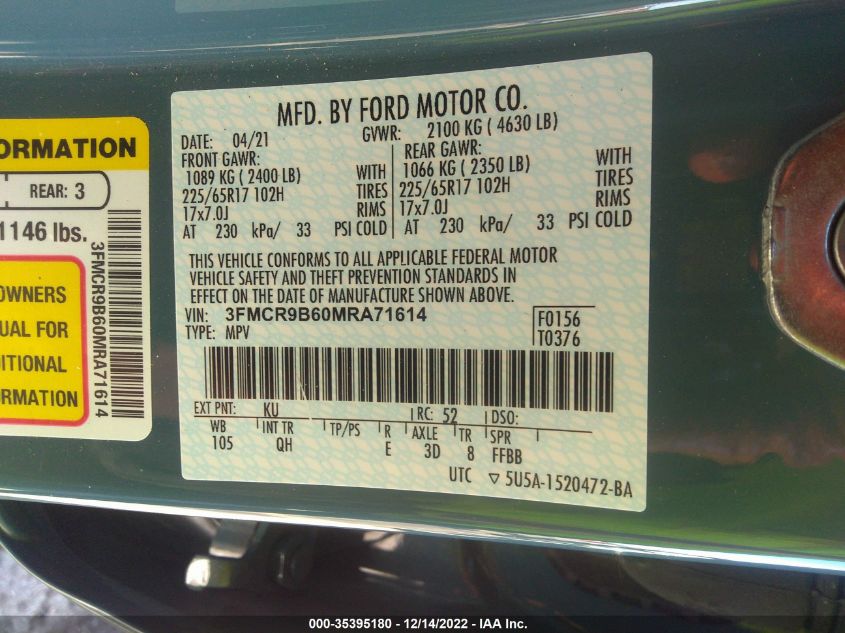 ORMATION
REAR: 3
1146 lbs.
OWNERS
UAL FOR
DITIONAL
ORMATION
3FMCR9B60MRA71614
MFD. BY FORD MOTOR CO.
DATE: 04/21 GVWR: 2100 KG ( 4630 LB)
FRONT GAWR: REAR GAWR:
1089 KG ( 2400 LB) WITH 1066 KG ( 2350 LB) WITH
225/65R17 102H TIRES 225/65R17 102H TIRES
17x7.0J RIMS 17x7.0J RIMS
AT 230 kPa/ 33 PSI COLD AT 230 kPa/ 33 PSI COLD
THIS VEHICLE CONFORMS TO ALL APPLICABLE FEDERAL MOTOR
VEHICLE SAFETY AND THEFT PREVENTION STANDARDS IN
EFFECT ON THE DATE OF MANUFACTURE SHOWN ABOVE.
VIN: 3FMCR9B60MRA71614 F0156
TYPE: MPV T0376
EXT PNT: KU RC: 52 DSO:
WB INT TR TP/PS R AXLE TR SPR
105 QH E 3D 8 FFBB
UTC ▽ 5U5A-1520472-BA
000-35395180 - 12/14/2022 - IAA Inc.